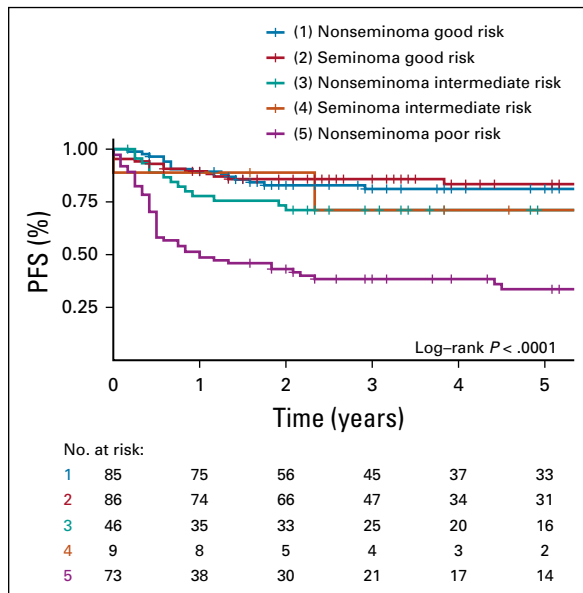 (1) Nonseminoma good risk
(2) Seminoma good risk
(3) Nonseminoma intermediate risk
(4) Seminoma intermediate risk
(5) Nonseminoma poor risk
1.00
0.75
0.50
0.25
PFS (%)
Log–rank P < .0001
0 1 2 3 4 5
Time (years)
No. at risk:
1 85 75 56 45 37 33
2 86 74 66 47 34 31
3 46 35 33 25 20 16
4 9 8 5 4 3 2
5 73 38 30 21 17 14